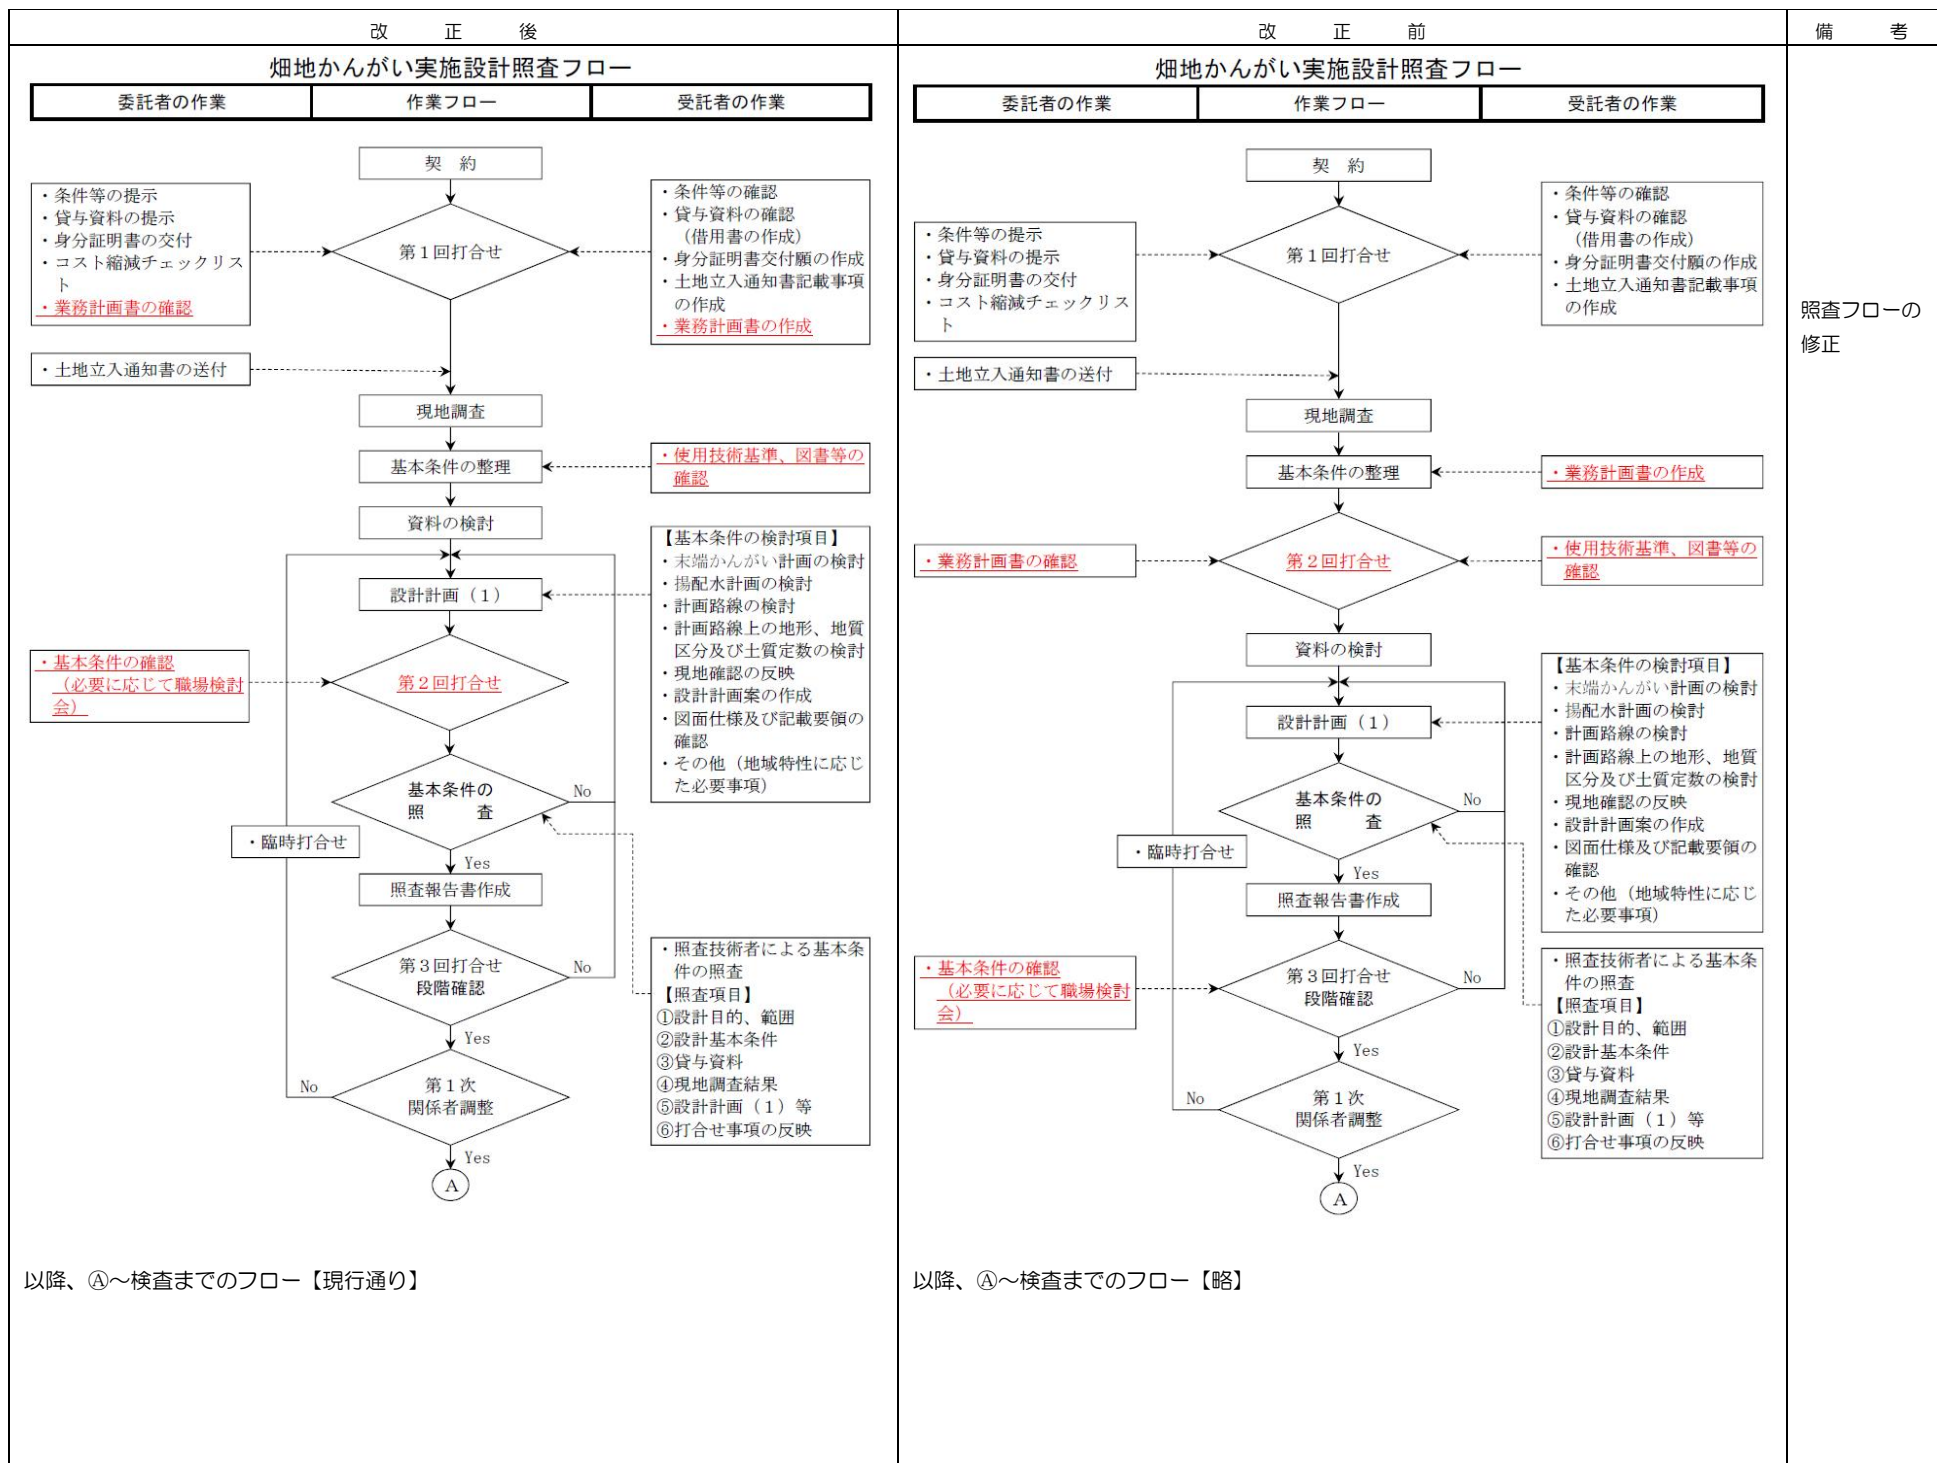 改　正　後
畑地かんがい実施設計照査フロー
委託者の作業
作業フロー
受託者の作業
契　約
・条件等の提示
・貸与資料の提示
・身分証明書の交付
・コスト縮減チェックリス
ト
・業務計画書の確認
第１回打合せ
・条件等の確認
・貸与資料の確認
（借用書の作成）
・身分証明書交付願の作成
・土地立入通知書記載事項
の作成
・業務計画書の作成
・土地立入通知書の送付
現地調査
基本条件の整理
・使用技術基準、図書等の
確認
資料の検討
設計計画（１）
【基本条件の検討項目】
・末端かんがい計画の検討
・揚配水計画の検討
・計画路線の検討
・計画路線上の地形、地質
区分及び土質定数の検討
・現地確認の反映
・設計計画案の作成
・図面仕様及び記載要領の
確認
・その他（地域特性に応じ
た必要事項）
・基本条件の確認
（必要に応じて職場検討
会）
第２回打合せ
基本条件の
照　　査
No
・臨時打合せ
Yes
照査報告書作成
第３回打合せ
段階確認
No
・照査技術者による基本条
件の照査
【照査項目】
①設計目的、範囲
②設計基本条件
③貸与資料
④現地調査結果
⑤設計計画（１）等
⑥打合せ事項の反映
Yes
No
第１次
関係者調整
Yes
A
以降、Ⓐ～検査までのフロー【現行通り】
改　正　前
畑地かんがい実施設計照査フロー
委託者の作業
作業フロー
受託者の作業
契　約
・条件等の提示
・貸与資料の提示
・身分証明書の交付
・コスト縮減チェックリス
ト
第１回打合せ
・条件等の確認
・貸与資料の確認
（借用書の作成）
・身分証明書交付願の作成
・土地立入通知書記載事項
の作成
・土地立入通知書の送付
現地調査
基本条件の整理
・業務計画書の作成
・業務計画書の確認
第２回打合せ
・使用技術基準、図書等の
確認
資料の検討
設計計画（１）
【基本条件の検討項目】
・末端かんがい計画の検討
・揚配水計画の検討
・計画路線の検討
・計画路線上の地形、地質
区分及び土質定数の検討
・現地確認の反映
・設計計画案の作成
・図面仕様及び記載要領の
確認
・その他（地域特性に応じ
た必要事項）
基本条件の
照　　査
No
・臨時打合せ
Yes
照査報告書作成
・基本条件の確認
（必要に応じて職場検討
会）
第３回打合せ
段階確認
No
・照査技術者による基本条
件の照査
【照査項目】
①設計目的、範囲
②設計基本条件
③貸与資料
④現地調査結果
⑤設計計画（１）等
⑥打合せ事項の反映
Yes
No
第１次
関係者調整
Yes
A
以降、Ⓐ～検査までのフロー【略】
備　考
照査フローの
修正